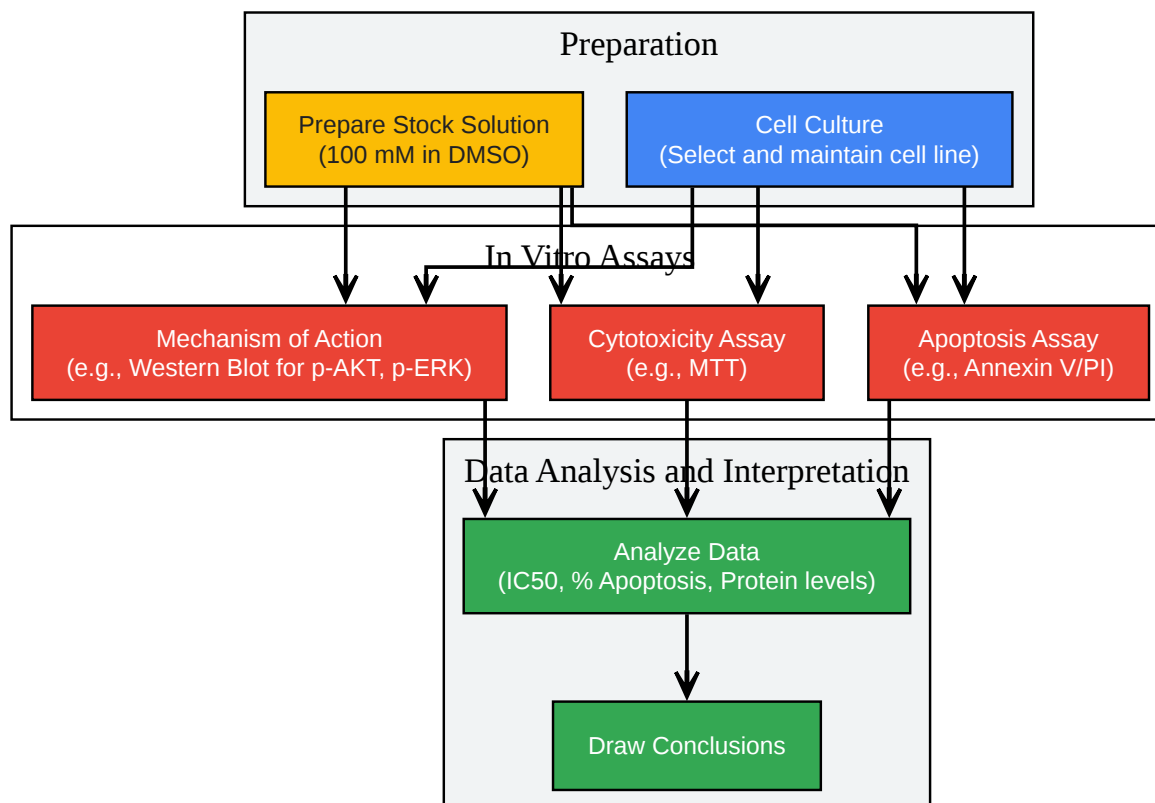 Preparation
Prepare Stock Solution
(100 mM in DMSO)
Cell Culture
(Select and maintain cell line)
In Vitro Assays
Mechanism of Action
(e.g., Western Blot for p-AKT, p-ERK)
Cytotoxicity Assay
(e.g., MTT)
Apoptosis Assay
(e.g., Annexin V/PI)
Data Analysis and Interpretation
Analyze Data
(IC50, % Apoptosis, Protein levels)
Draw Conclusions